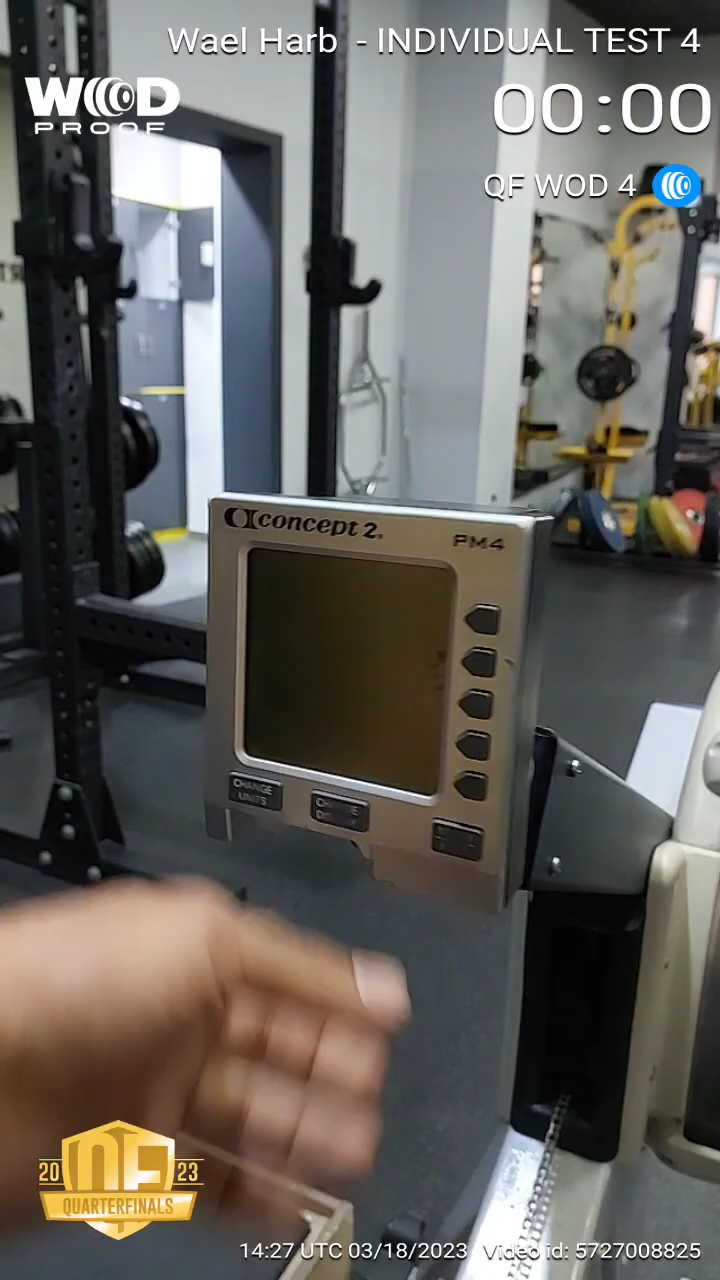 Wael Harb - INDIVIDUAL TEST 4
WOD
PROOF
00:00
QF WOD 4
concept 2.
PM4
CHANGE
UNITS
20 QF 23
QUARTERFINALS
14:27 UTC 03/18/2023 Video id: 5727008825